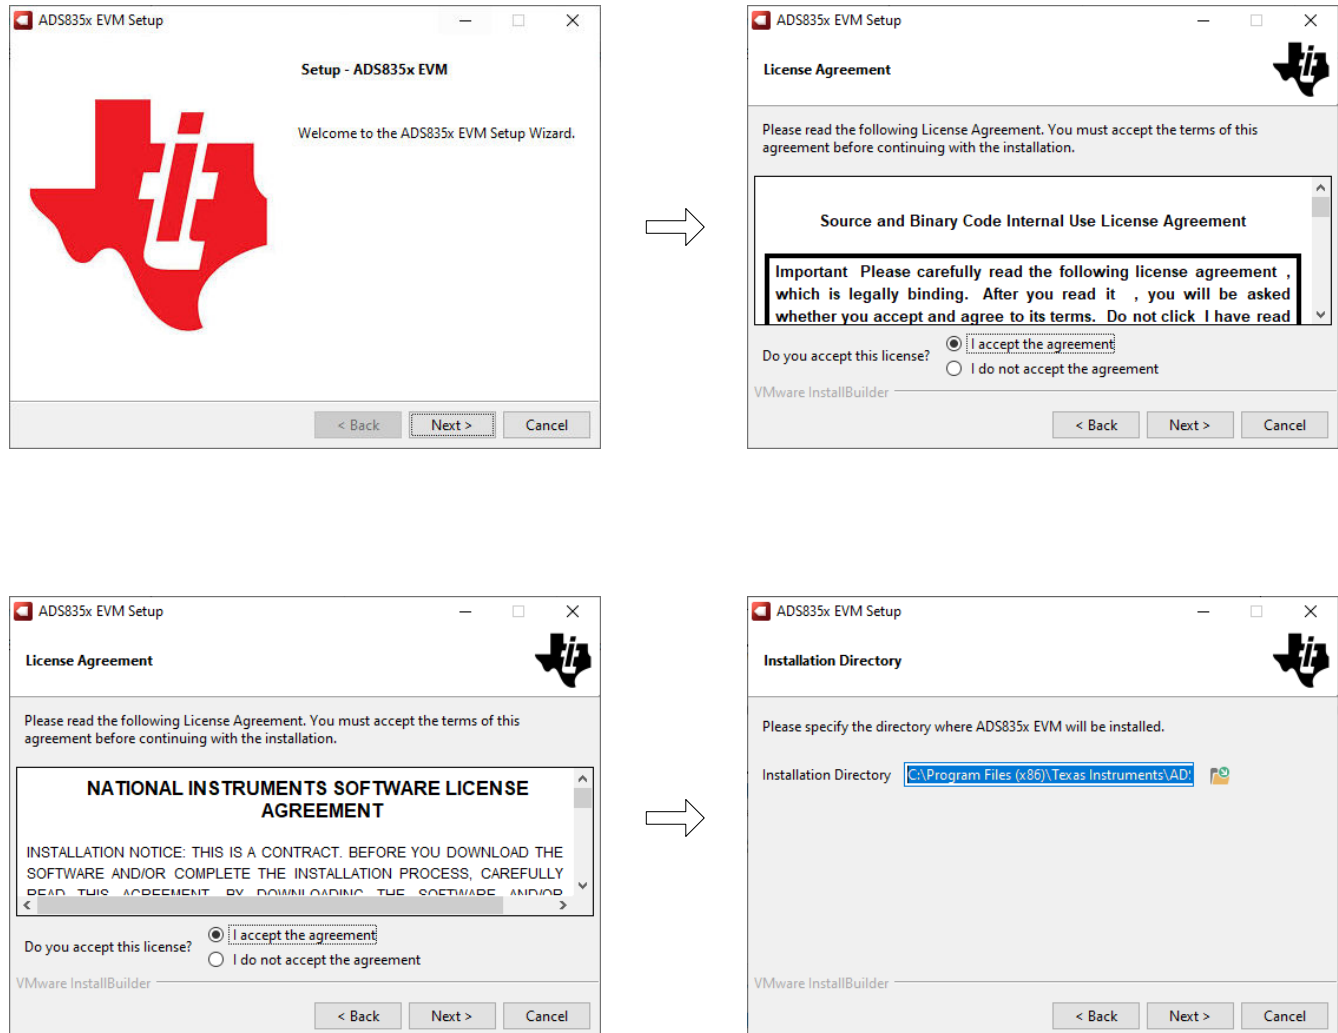 ADS835x EVM Setup
Setup - ADS835x EVM
Welcome to the ADS835x EVM Setup Wizard.
< Back
Next >
Cancel
ADS835x EVM Setup
License Agreement
Please read the following License Agreement. You must accept the terms of this
agreement before continuing with the installation.
Source and Binary Code Internal Use License Agreement
Important Please carefully read the following license agreement ,
which is legally binding. After you read it , you will be asked
whether you accept and agree to its terms. Do not click I have read
Do you accept this license?
I accept the agreement
I do not accept the agreement
VMware InstallBuilder
< Back
Next >
Cancel
ADS835x EVM Setup
License Agreement
Please read the following License Agreement. You must accept the terms of this
agreement before continuing with the installation.
NATIONAL INSTRUMENTS SOFTWARE LICENSE
AGREEMENT
INSTALLATION NOTICE: THIS IS A CONTRACT. BEFORE YOU DOWNLOAD THE
SOFTWARE AND/OR COMPLETE THE INSTALLATION PROCESS, CAREFULLY
READ THIS AGREEMENT. BY DOWNLOADING THE SOFTWARE AND/OR
Do you accept this license?
I accept the agreement
I do not accept the agreement
VMware InstallBuilder
< Back
Next >
Cancel
ADS835x EVM Setup
Installation Directory
Please specify the directory where ADS835x EVM will be installed.
Installation Directory
C:\Program Files (x86)\Texas Instruments\AD
VMware InstallBuilder
< Back
Next >
Cancel